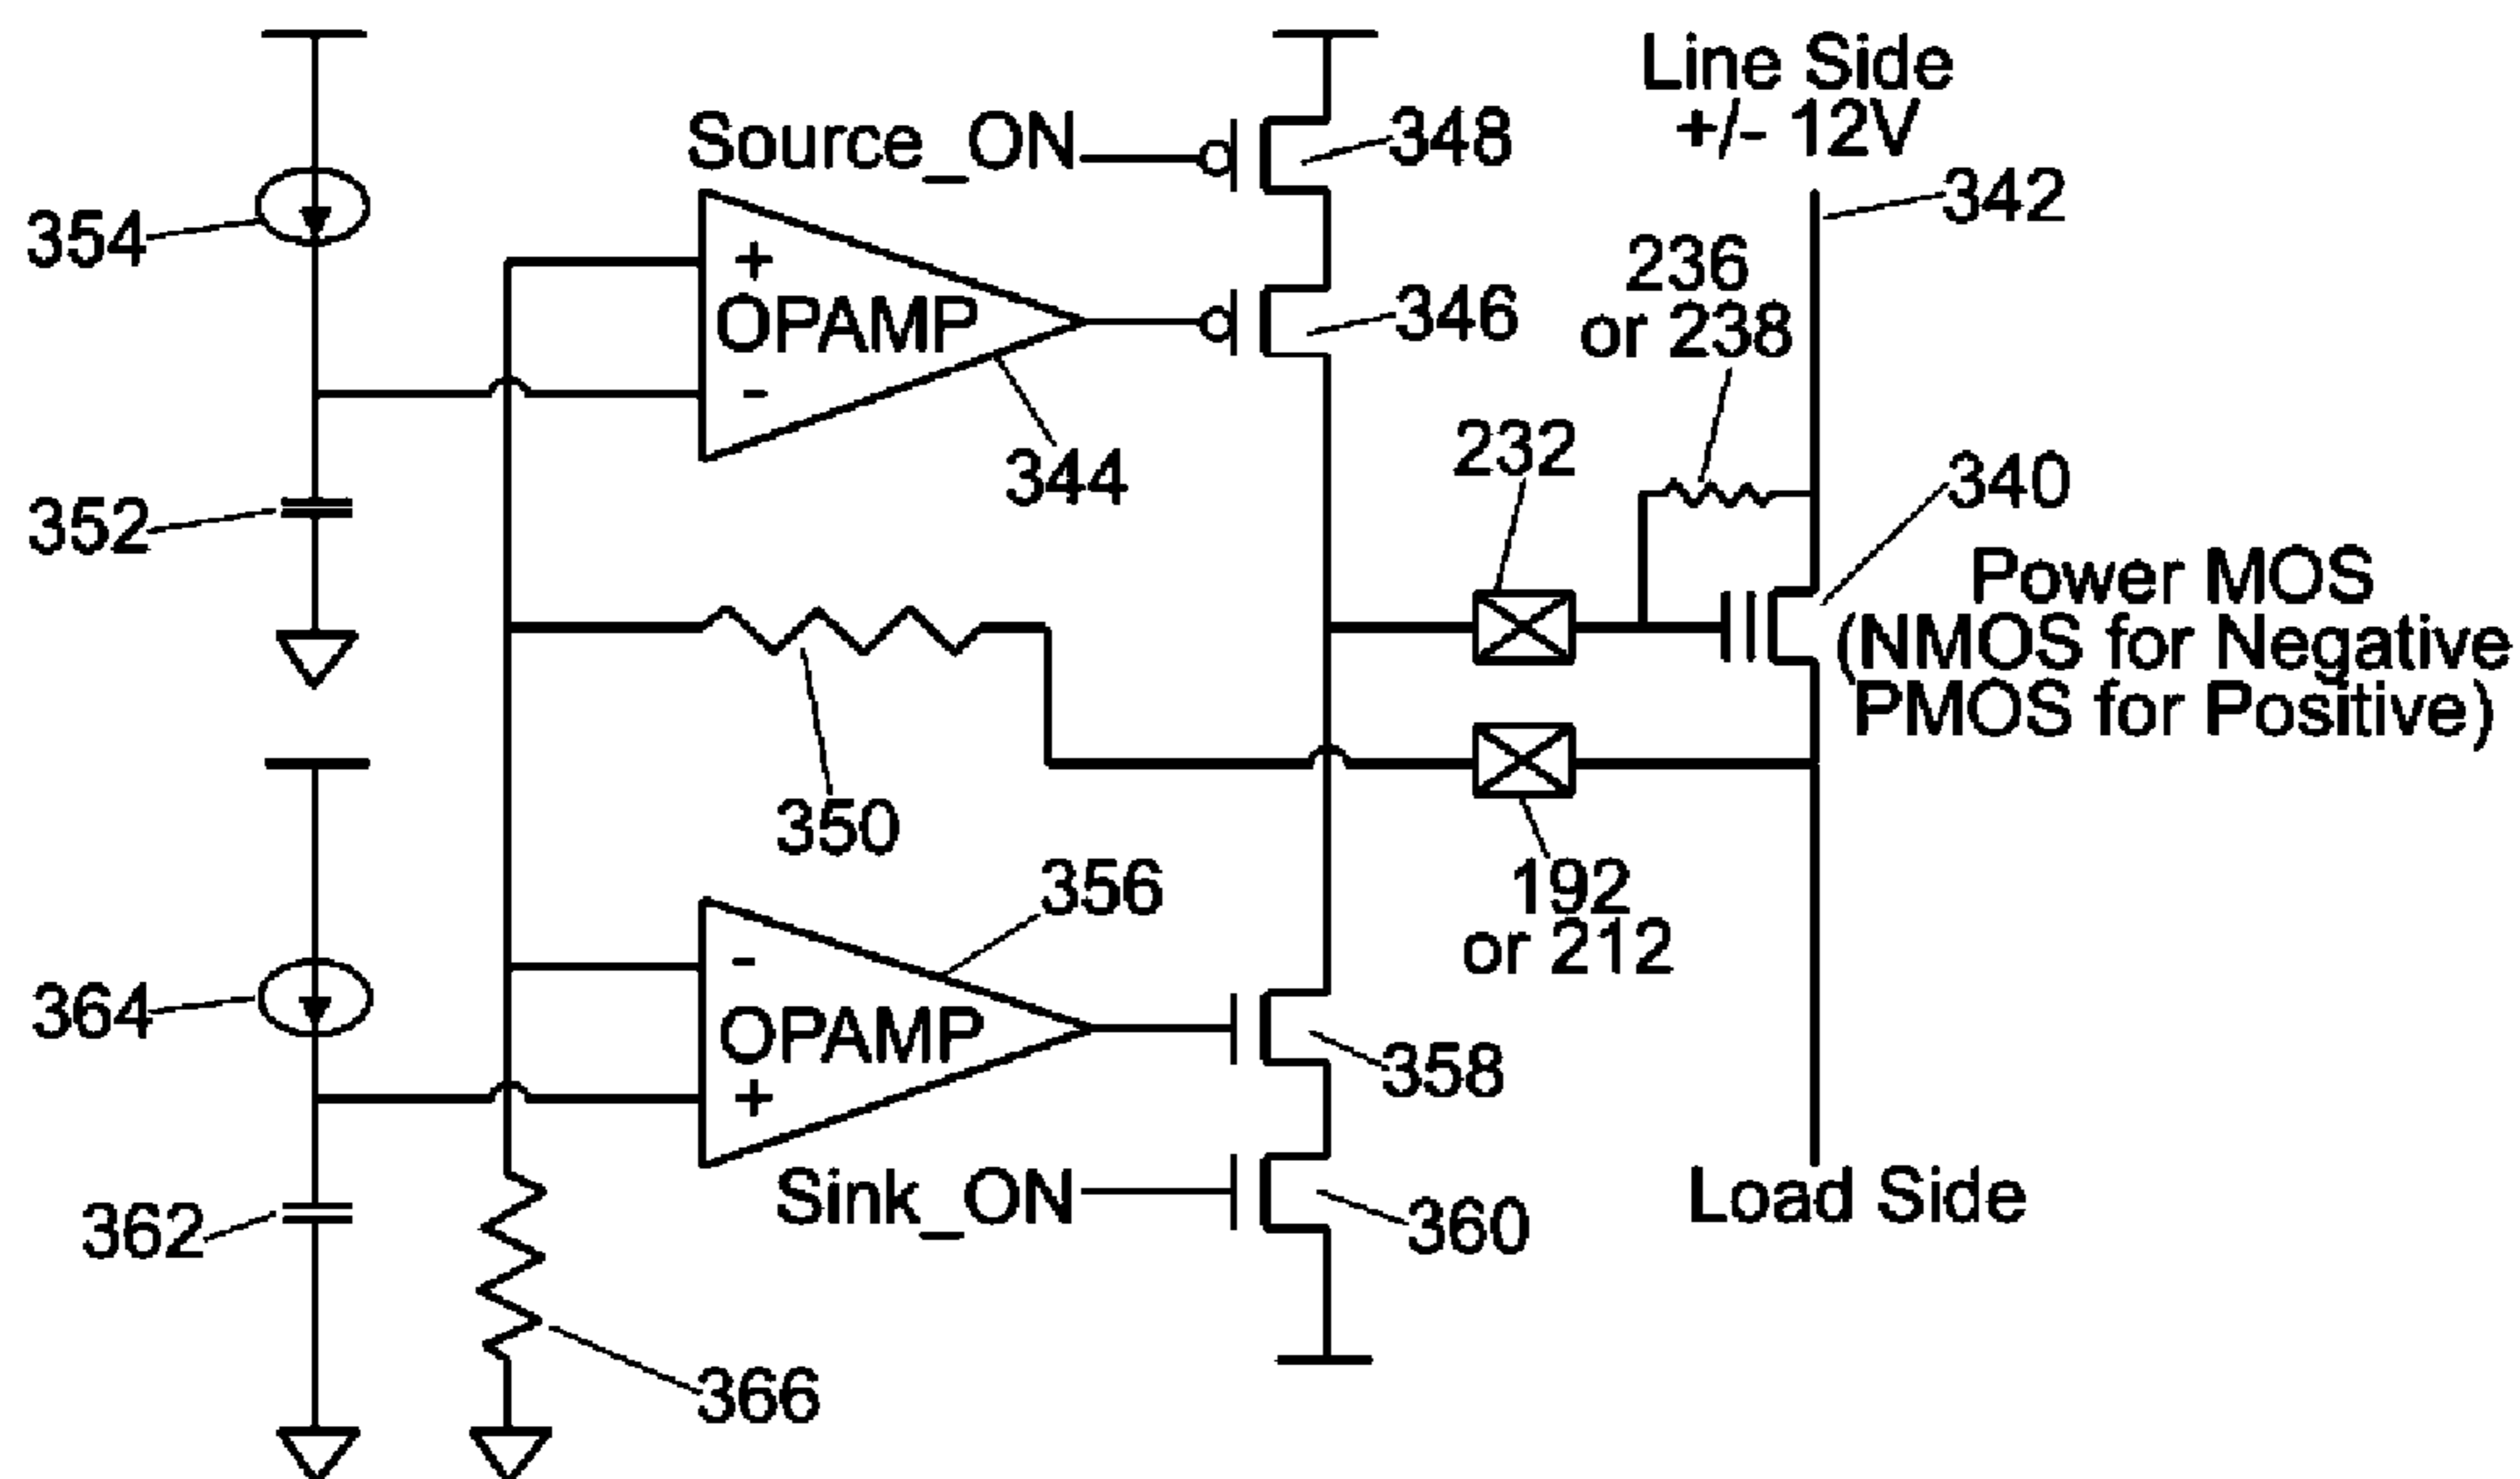 Line Side
+/- 12V
Source_ON
348
342
354
+
OPAMP
-
346
236
or 238
232
344
340
352
Power MOS
(NMOS for Negative
PMOS for Positive)
350
356
192
or 212
364
-
OPAMP
+
358
Sink_ON
Load Side
362
360
366